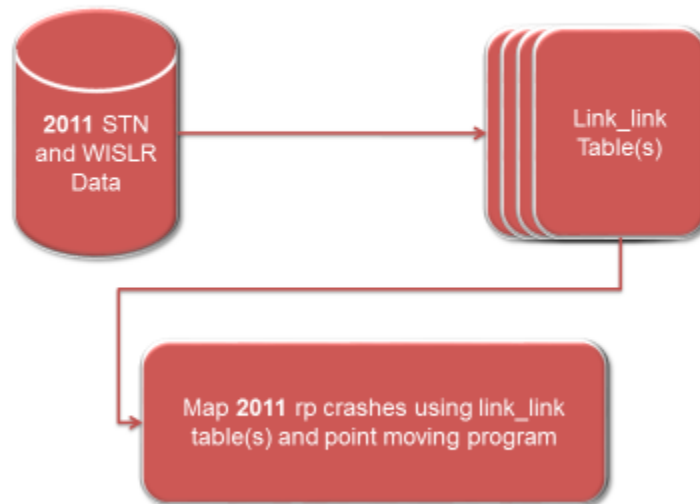 2011 STN
and WISLR
Data
Link_link
Table(s)
Map 2011 rp crashes using link_link
table(s) and point moving program